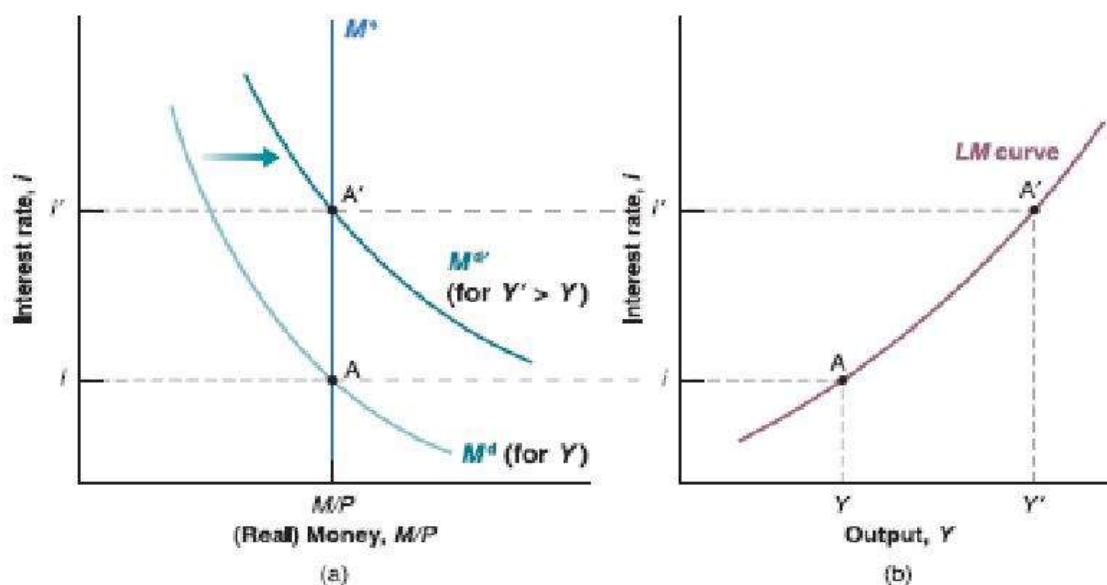 Mˢ
Interest rate, i
i′
A′
Mᵈ′
(for Y′ > Y)
i
A
Mᵈ (for Y)
M/P
(Real) Money, M/P
(a)
LM curve
Interest rate, i
i′
A′
i
A
Y
Y′
Output, Y
(b)